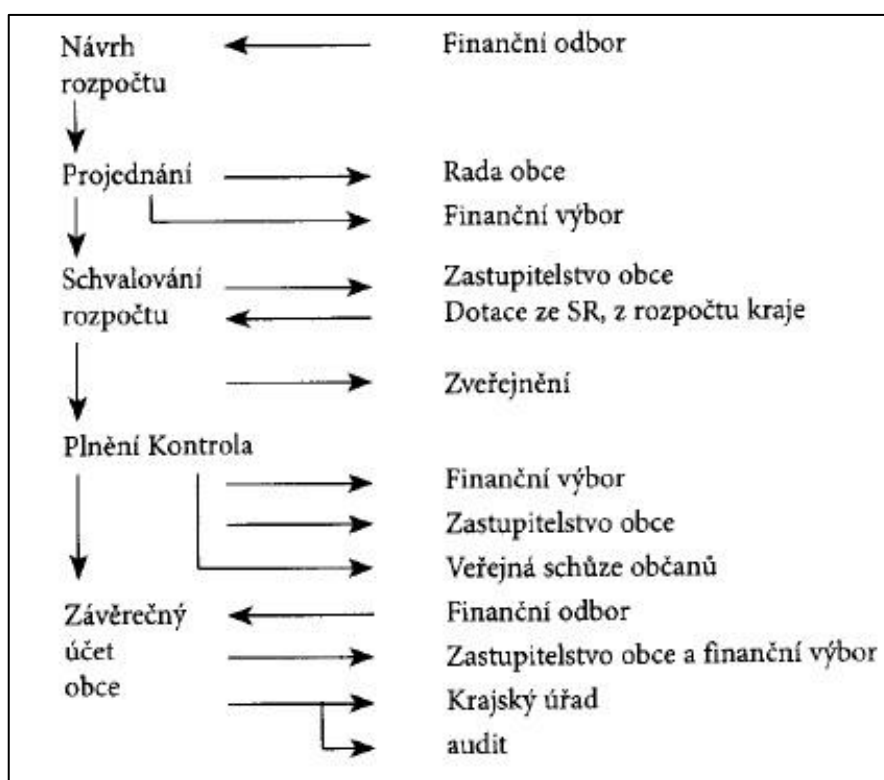 Návrh
rozpočtu
Finanční odbor
Projednání
Rada obce
Finanční výbor
Schvalování
rozpočtu
Zastupitelstvo obce
Dotace ze SR, z rozpočtu kraje
Zveřejnění
Plnění Kontrola
Finanční výbor
Zastupitelstvo obce
Veřejná schůze občanů
Závěrečný
účet
obce
Finanční odbor
Zastupitelstvo obce a finanční výbor
Krajský úřad
audit